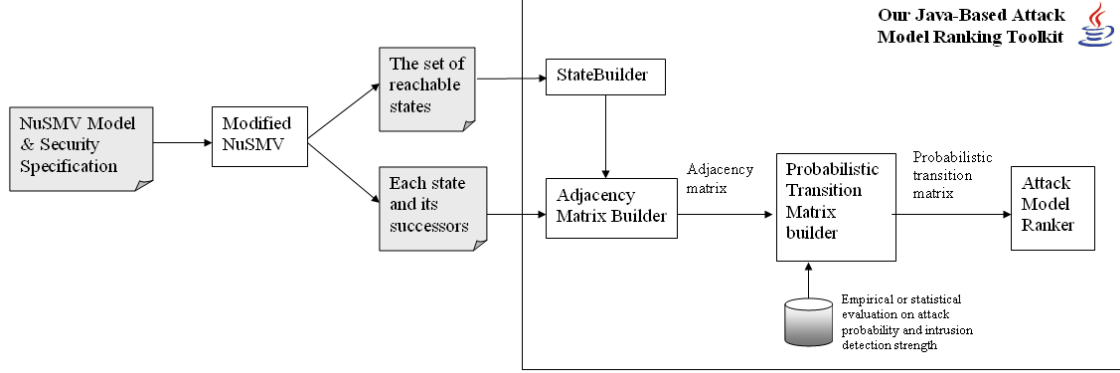 Our Java-Based Attack
Model Ranking Toolkit
The set of
reachable
states
StateBuilder
NuSMV Model
& Security
Specification
Modified
NuSMV
Each state
and its
successors
Adjacency
Matrix Builder
Adjacency
matrix
Probabilistic
Transition
Matrix
builder
Probabilistic
transition
matrix
Attack
Model
Ranker
Empirical or statistical
evaluation on attack
probability and intrusion
detection strength